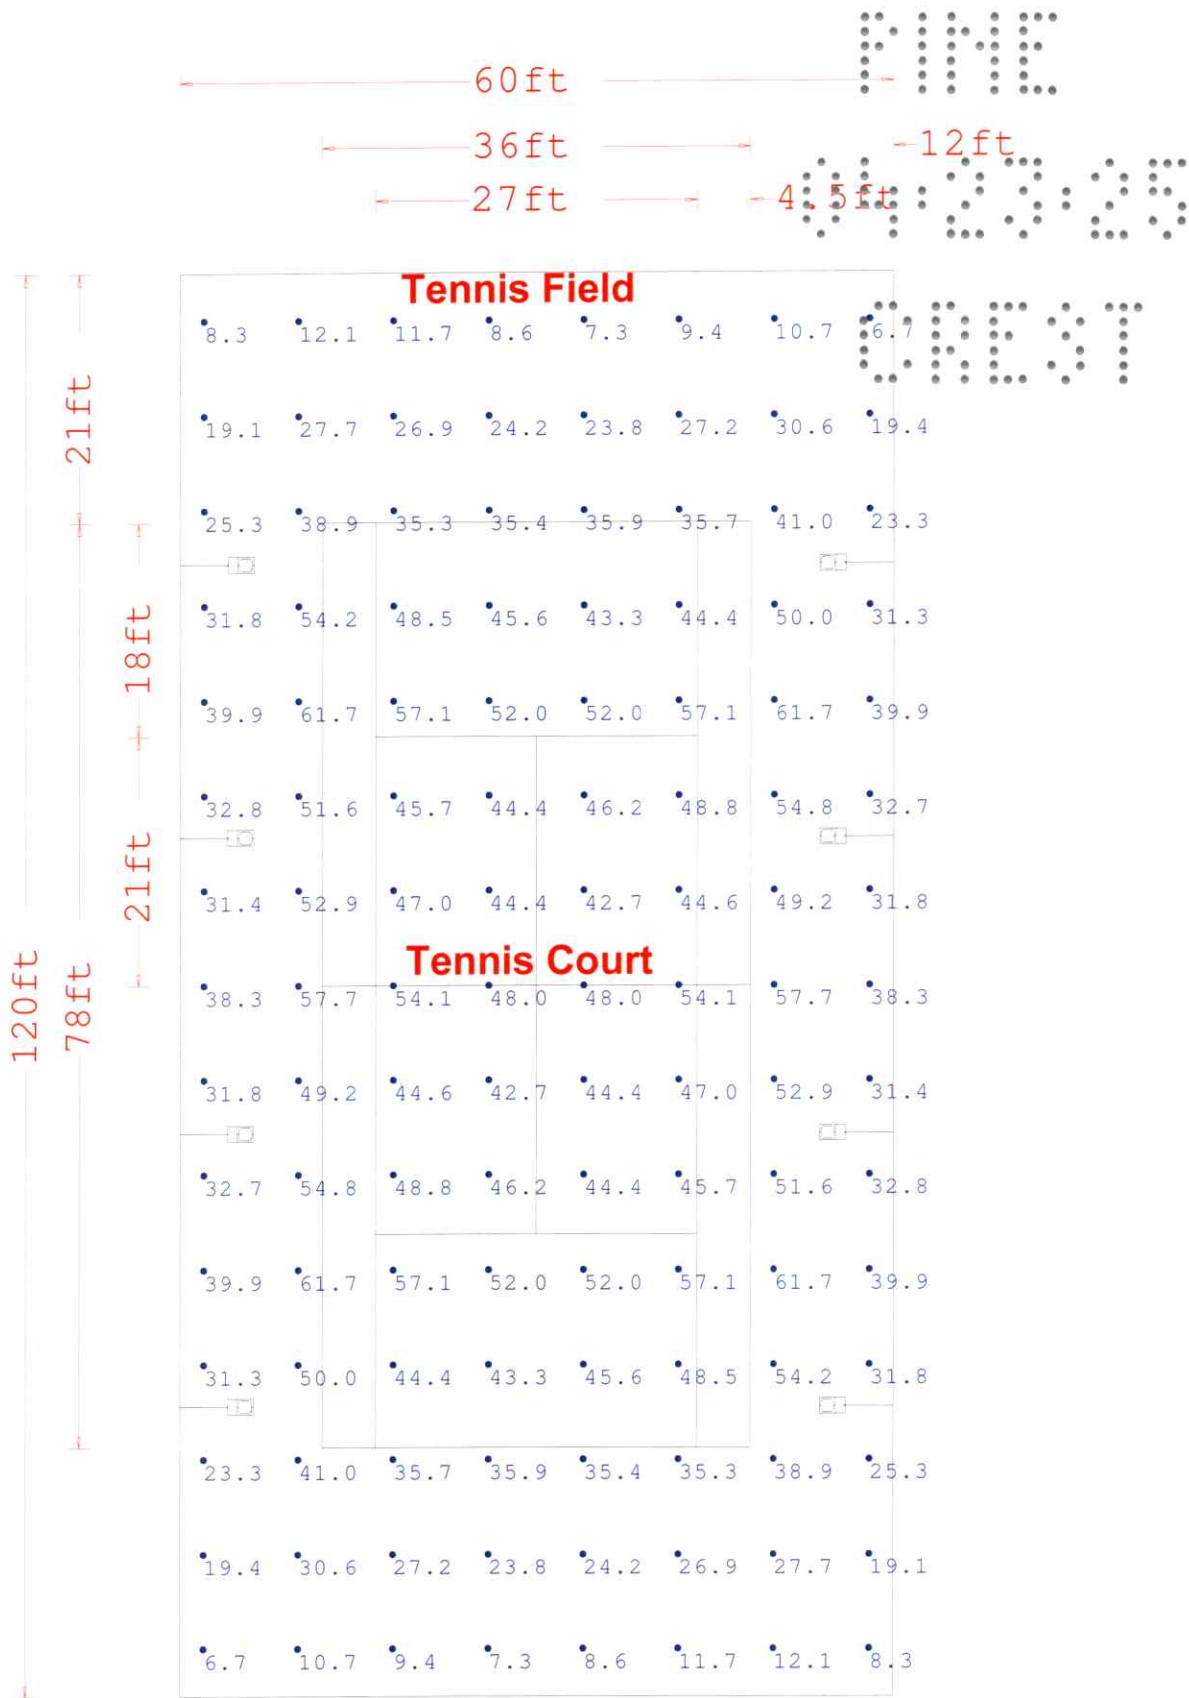 PINE
60ft
36ft
12ft
27ft
4.5ft
04:23:25
Tennis Field
8.3 12.1 11.7 8.6 7.3 9.4 10.7 6.7
CREST
21ft
19.1 27.7 26.9 24.2 23.8 27.2 30.6 19.4
25.3 38.9 35.3 35.4 35.9 35.7 41.0 23.3
18ft
31.8 54.2 48.5 45.6 43.3 44.4 50.0 31.3
39.9 61.7 57.1 52.0 52.0 57.1 61.7 39.9
32.8 51.6 45.7 44.4 46.2 48.8 54.8 32.7
21ft
31.4 52.9 47.0 44.4 42.7 44.6 49.2 31.8
Tennis Court
120ft
78ft
38.3 57.7 54.1 48.0 48.0 54.1 57.7 38.3
31.8 49.2 44.6 42.7 44.4 47.0 52.9 31.4
32.7 54.8 48.8 46.2 44.4 45.7 51.6 32.8
39.9 61.7 57.1 52.0 52.0 57.1 61.7 39.9
31.3 50.0 44.4 43.3 45.6 48.5 54.2 31.8
23.3 41.0 35.7 35.9 35.4 35.3 38.9 25.3
19.4 30.6 27.2 23.8 24.2 26.9 27.7 19.1
6.7 10.7 9.4 7.3 8.6 11.7 12.1 8.3